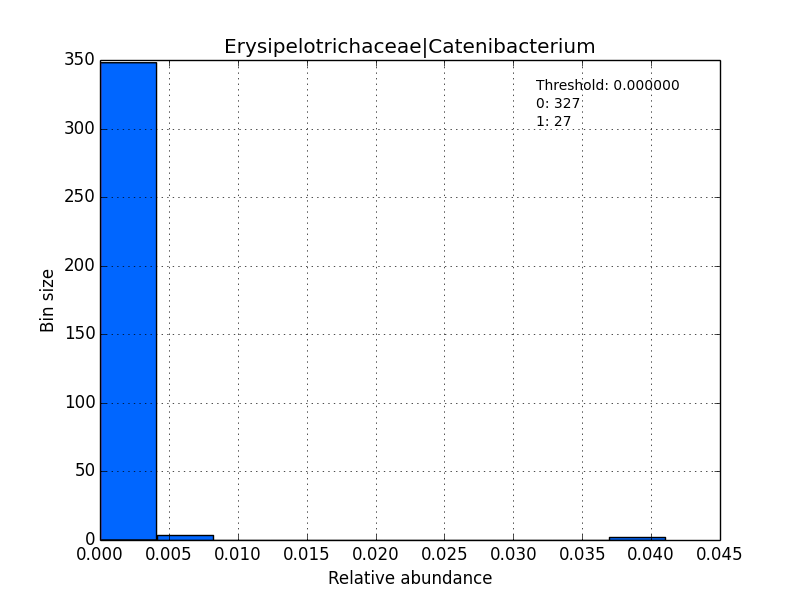 Erysipelotrichaceae|Catenibacterium
Threshold: 0.000000
0: 327
1: 27
350
300
250
200
150
100
50
0
Bin size
0.000 0.005 0.010 0.015 0.020 0.025 0.030 0.035 0.040 0.045
Relative abundance